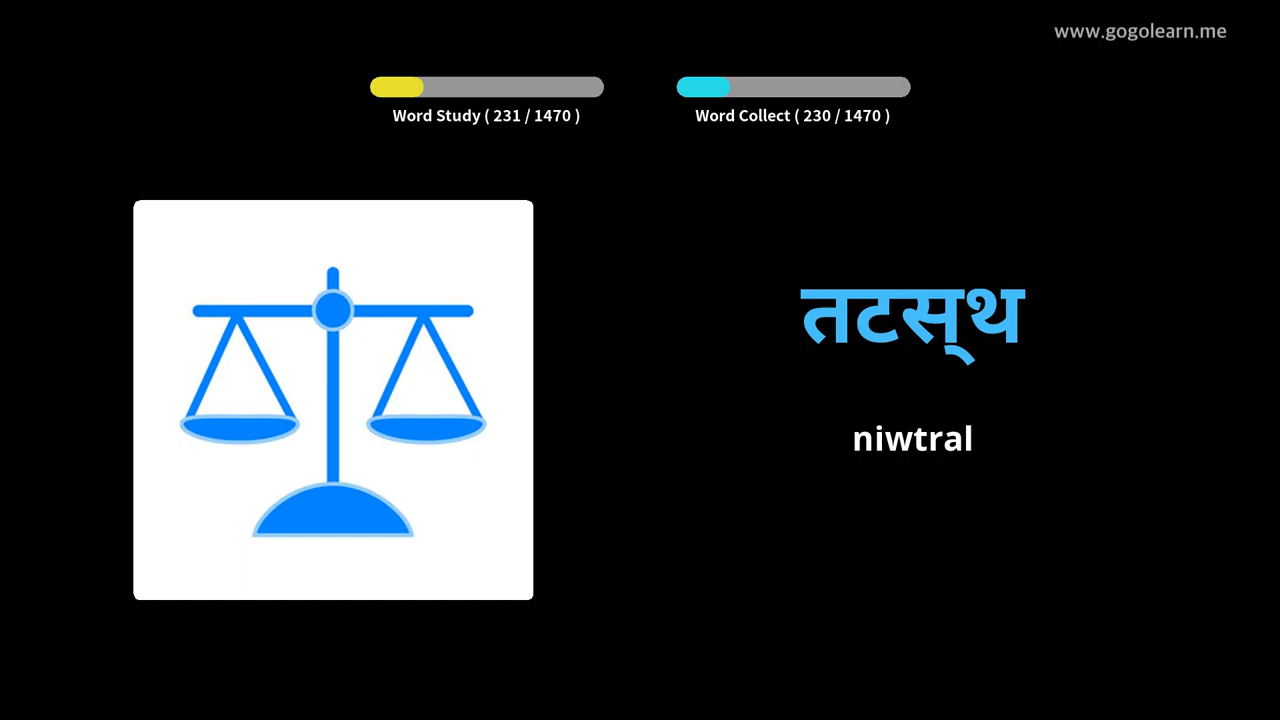 www.gogolearn.me
Word Study ( 231 / 1470 )
Word Collect ( 230 / 1470 )
तटस्‌थ
niwtral